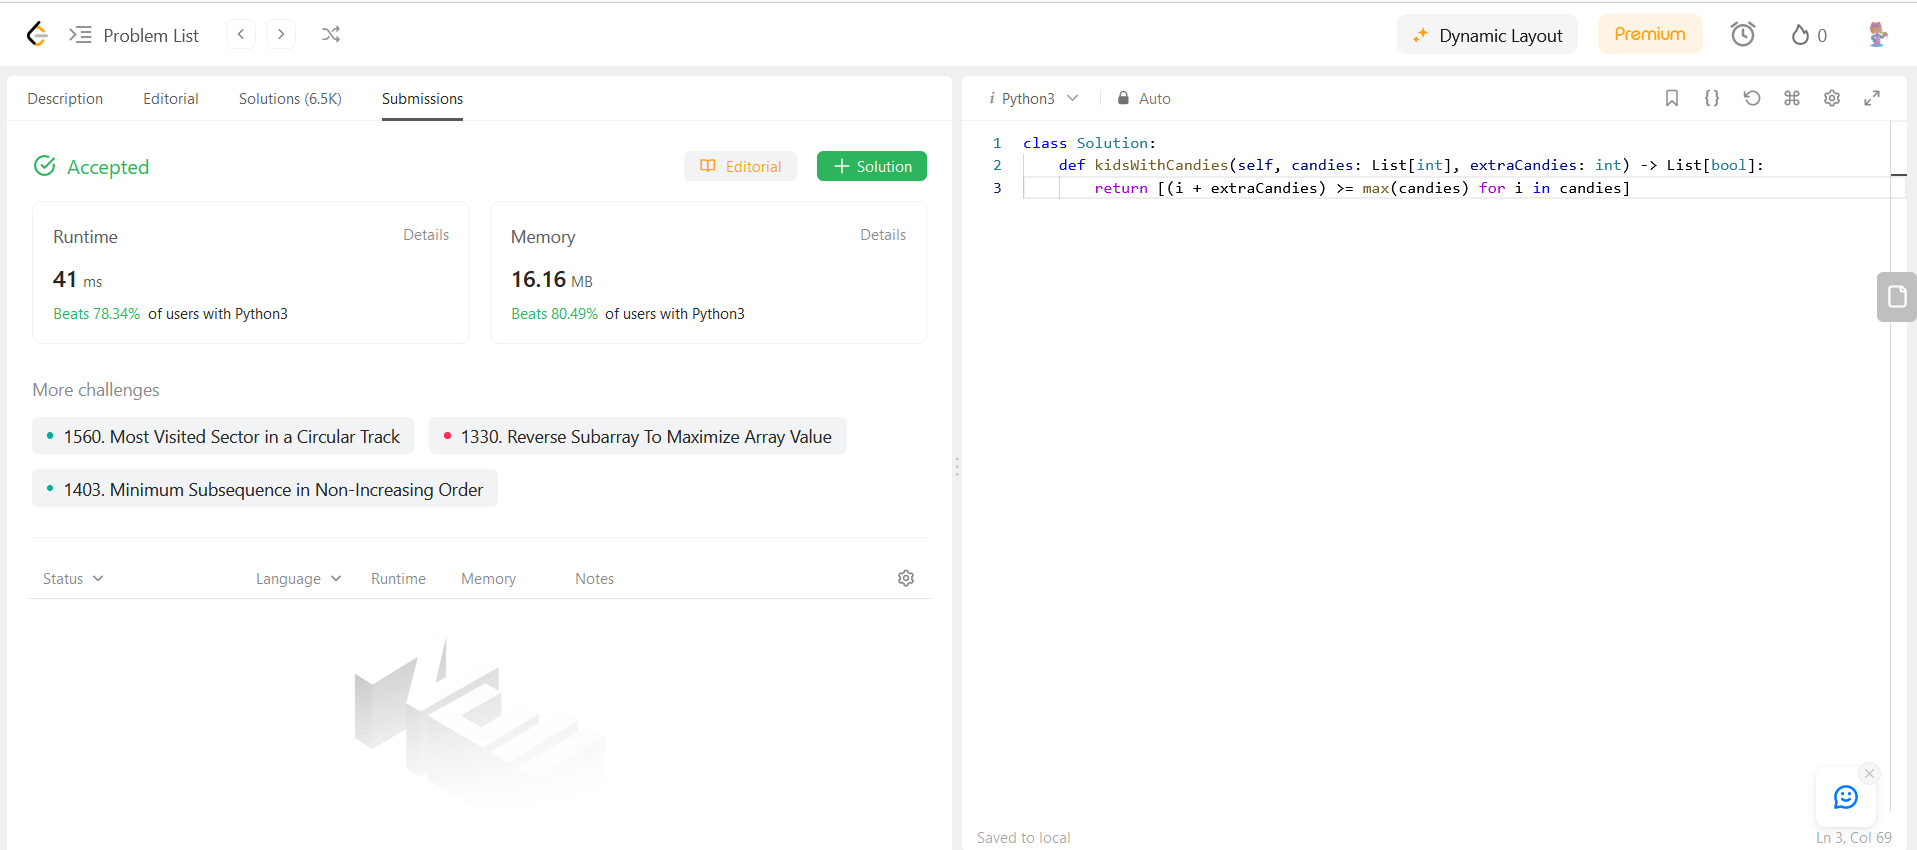 Problem List
Dynamic Layout
Premium
0
Description Editorial Solutions (6.5K) Submissions
Accepted
Editorial
Solution
Runtime Details
41 ms
Beats 78.34% of users with Python3
Memory Details
16.16 MB
Beats 80.49% of users with Python3
More challenges
1560. Most Visited Sector in a Circular Track
1330. Reverse Subarray To Maximize Array Value
1403. Minimum Subsequence in Non-Increasing Order
Status Language Runtime Memory Notes
i Python3 Auto
1 class Solution:
2 def kidsWithCandies(self, candies: List[int], extraCandies: int) -> List[bool]:
3 return [(i + extraCandies) >= max(candies) for i in candies]
Saved to local
Ln 3, Col 69